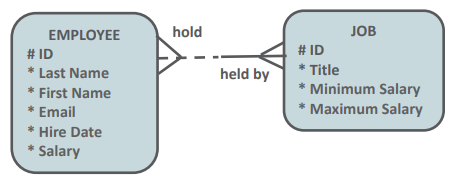 EMPLOYEE
# ID
* Last Name
* First Name
* Email
* Hire Date
* Salary
hold
held by
JOB
# ID
* Title
* Minimum Salary
* Maximum Salary